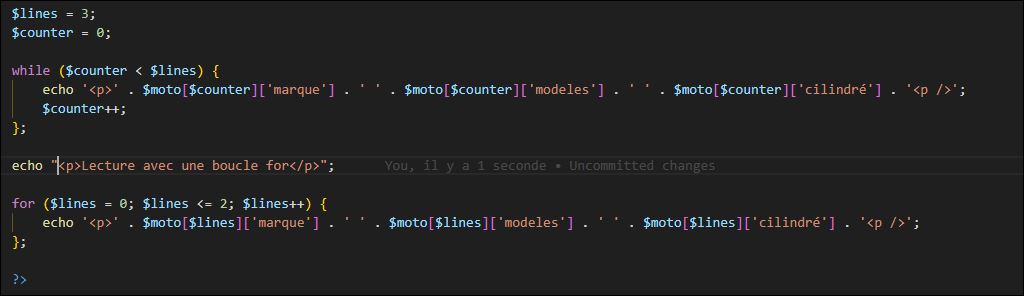 $lines = 3;
$counter = 0;
while ($counter < $lines) {
echo '<p>' . $moto[$counter]['marque'] . ' ' . $moto[$counter]['modeles'] . ' ' . $moto[$counter]['cilindré'] . '<p />';
$counter++;
};
echo "<p>Lecture avec une boucle for</p>"; You, il y a 1 seconde • Uncommitted changes
for ($lines = 0; $lines <= 2; $lines++) {
echo '<p>' . $moto[$lines]['marque'] . ' ' . $moto[$lines]['modeles'] . ' ' . $moto[$lines]['cilindré'] . '<p />';
};
?>